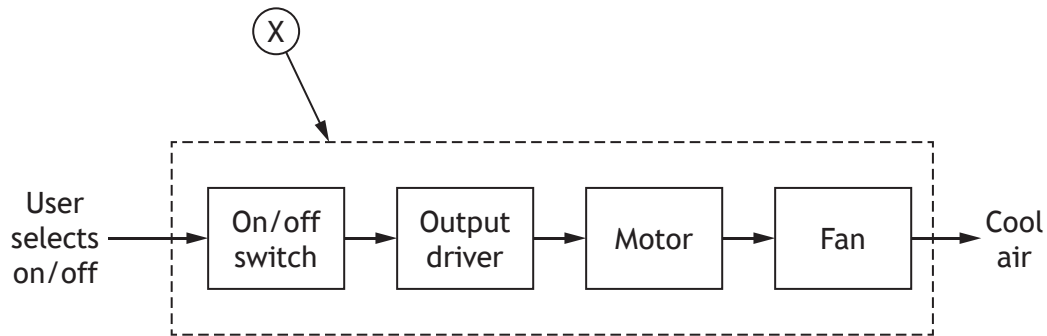 X
User
selects
on/off
On/off
switch
Output
driver
Motor
Fan
Cool
air